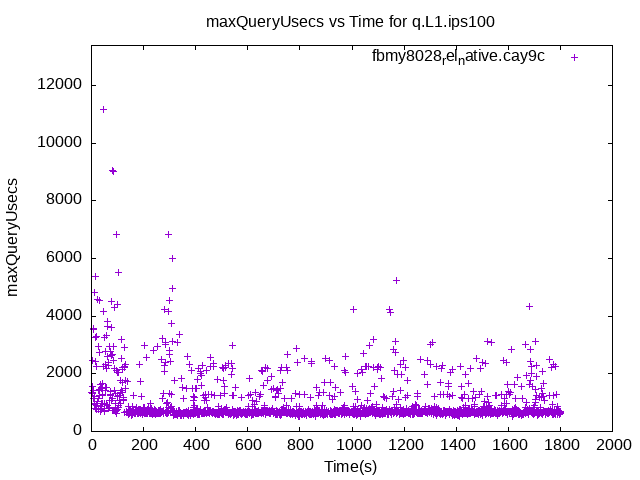 maxQueryUsecs vs Time for q.L1.ips100
fbmy8028relnative.cay9c
12000
10000
8000
6000
4000
2000
0
maxQueryUsecs
0 200 400 600 800 1000 1200 1400 1600 1800 2000
Time(s)